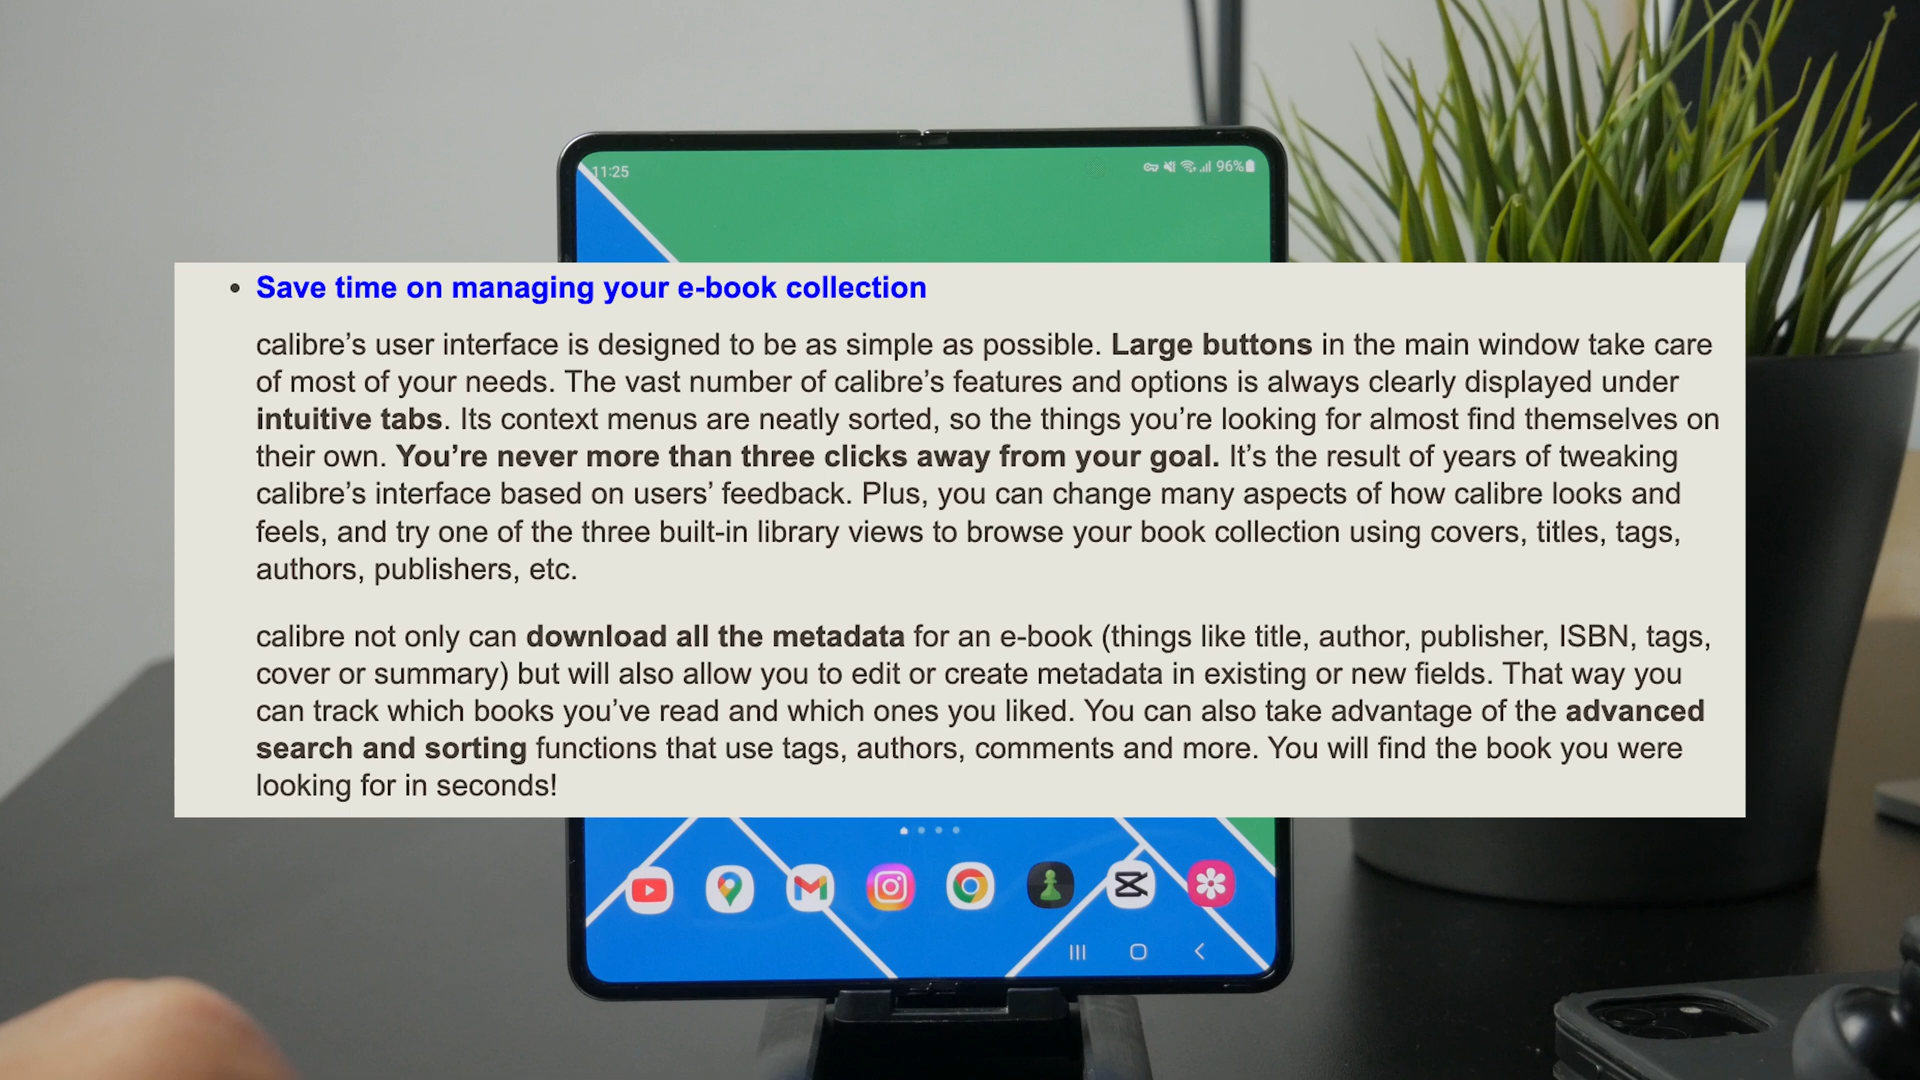 11:25
96%
• Save time on managing your e-book collection
calibre’s user interface is designed to be as simple as possible. Large buttons in the main window take care
of most of your needs. The vast number of calibre’s features and options is always clearly displayed under
intuitive tabs. Its context menus are neatly sorted, so the things you’re looking for almost find themselves on
their own. You’re never more than three clicks away from your goal. It’s the result of years of tweaking
calibre’s interface based on users’ feedback. Plus, you can change many aspects of how calibre looks and
feels, and try one of the three built-in library views to browse your book collection using covers, titles, tags,
authors, publishers, etc.
calibre not only can download all the metadata for an e-book (things like title, author, publisher, ISBN, tags,
cover or summary) but will also allow you to edit or create metadata in existing or new fields. That way you
can track which books you’ve read and which ones you liked. You can also take advantage of the advanced
search and sorting functions that use tags, authors, comments and more. You will find the book you were
looking for in seconds!